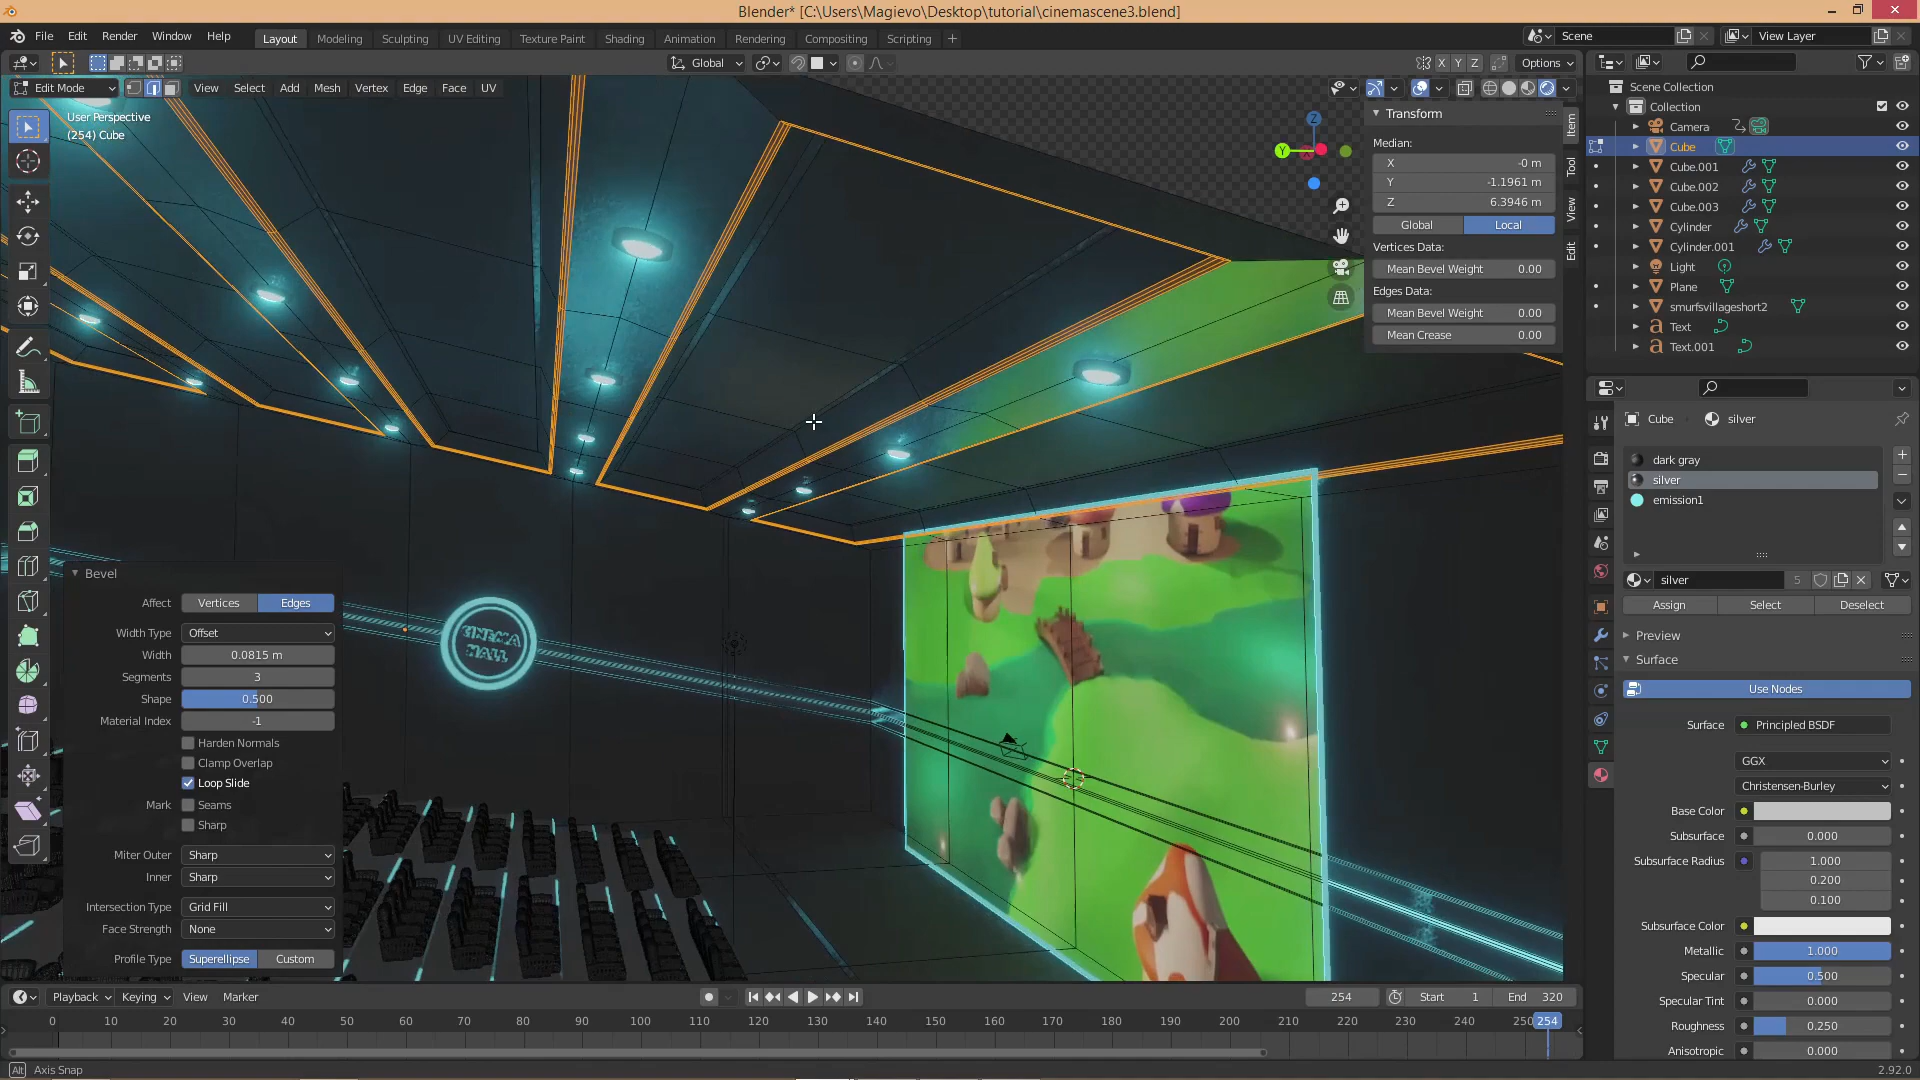 Blender* [C:\Users\Magievo\Desktop\tutorial\cinemascene3.blend]
File Edit Render Window Help
Layout Modeling Sculpting UV Editing Texture Paint Shading Animation Rendering Compositing Scripting
Scene View Layer
Global Options X Y Z
Edit Mode View Select Add Mesh Vertex Edge Face UV
User Perspective
(254) Cube
Transform
Median:
X -0 m
Y -1.1961 m
Z 6.3946 m
Global Local
Vertices Data:
Mean Bevel Weight 0.00
Edges Data:
Mean Bevel Weight 0.00
Mean Crease 0.00
Item
Tool
View
Edit
Z
Y
Scene Collection
Collection
Camera
Cube
Cube.001
Cube.002
Cube.003
Cylinder
Cylinder.001
Light
Plane
smurfsvillageshort2
Text
Text.001
Cube silver
dark gray
silver
emission1
silver 5
Assign Select Deselect
Preview
Surface
Use Nodes
Surface Principled BSDF
GGX
Christensen-Burley
Base Color
Subsurface 0.000
Subsurface Radius 1.000
0.200
0.100
Subsurface Color
Metallic 1.000
Specular 0.500
Specular Tint 0.000
Roughness 0.250
Anisotropic 0.000
Bevel
Affect Vertices Edges
Width Type Offset
Width 0.0815 m
Segments 3
Shape 0.500
Material Index -1
Harden Normals
Clamp Overlap
Loop Slide
Mark Seams
Sharp
Miter Outer Sharp
Inner Sharp
Intersection Type Grid Fill
Face Strength None
Profile Type Superellipse Custom
CINEMA
HALL
Playback Keying View Marker
254 Start 1 End 320
0 10 20 30 40 50 60 70 80 90 100 110 120 130 140 150 160 170 180 190 200 210 220 230 240 250 254
Alt Axis Snap
2.92.0